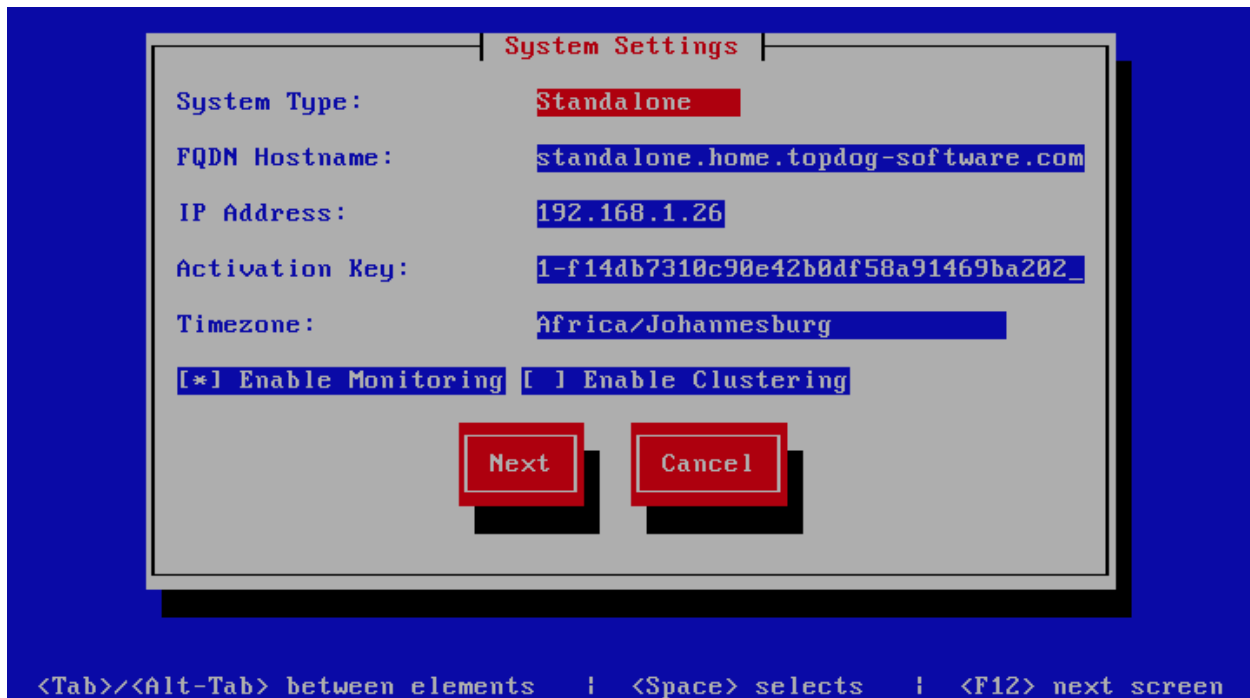 System Settings
System Type: Standalone
FQDN Hostname: standalone.home.topdog-software.com
IP Address: 192.168.1.26
Activation Key: 1-f14db7310c90e42b0df58a91469ba202_
Timezone: Africa/Johannesburg
[*] Enable Monitoring [ ] Enable Clustering
Next Cancel
<Tab>/<Alt-Tab> between elements | <Space> selects | <F12> next screen